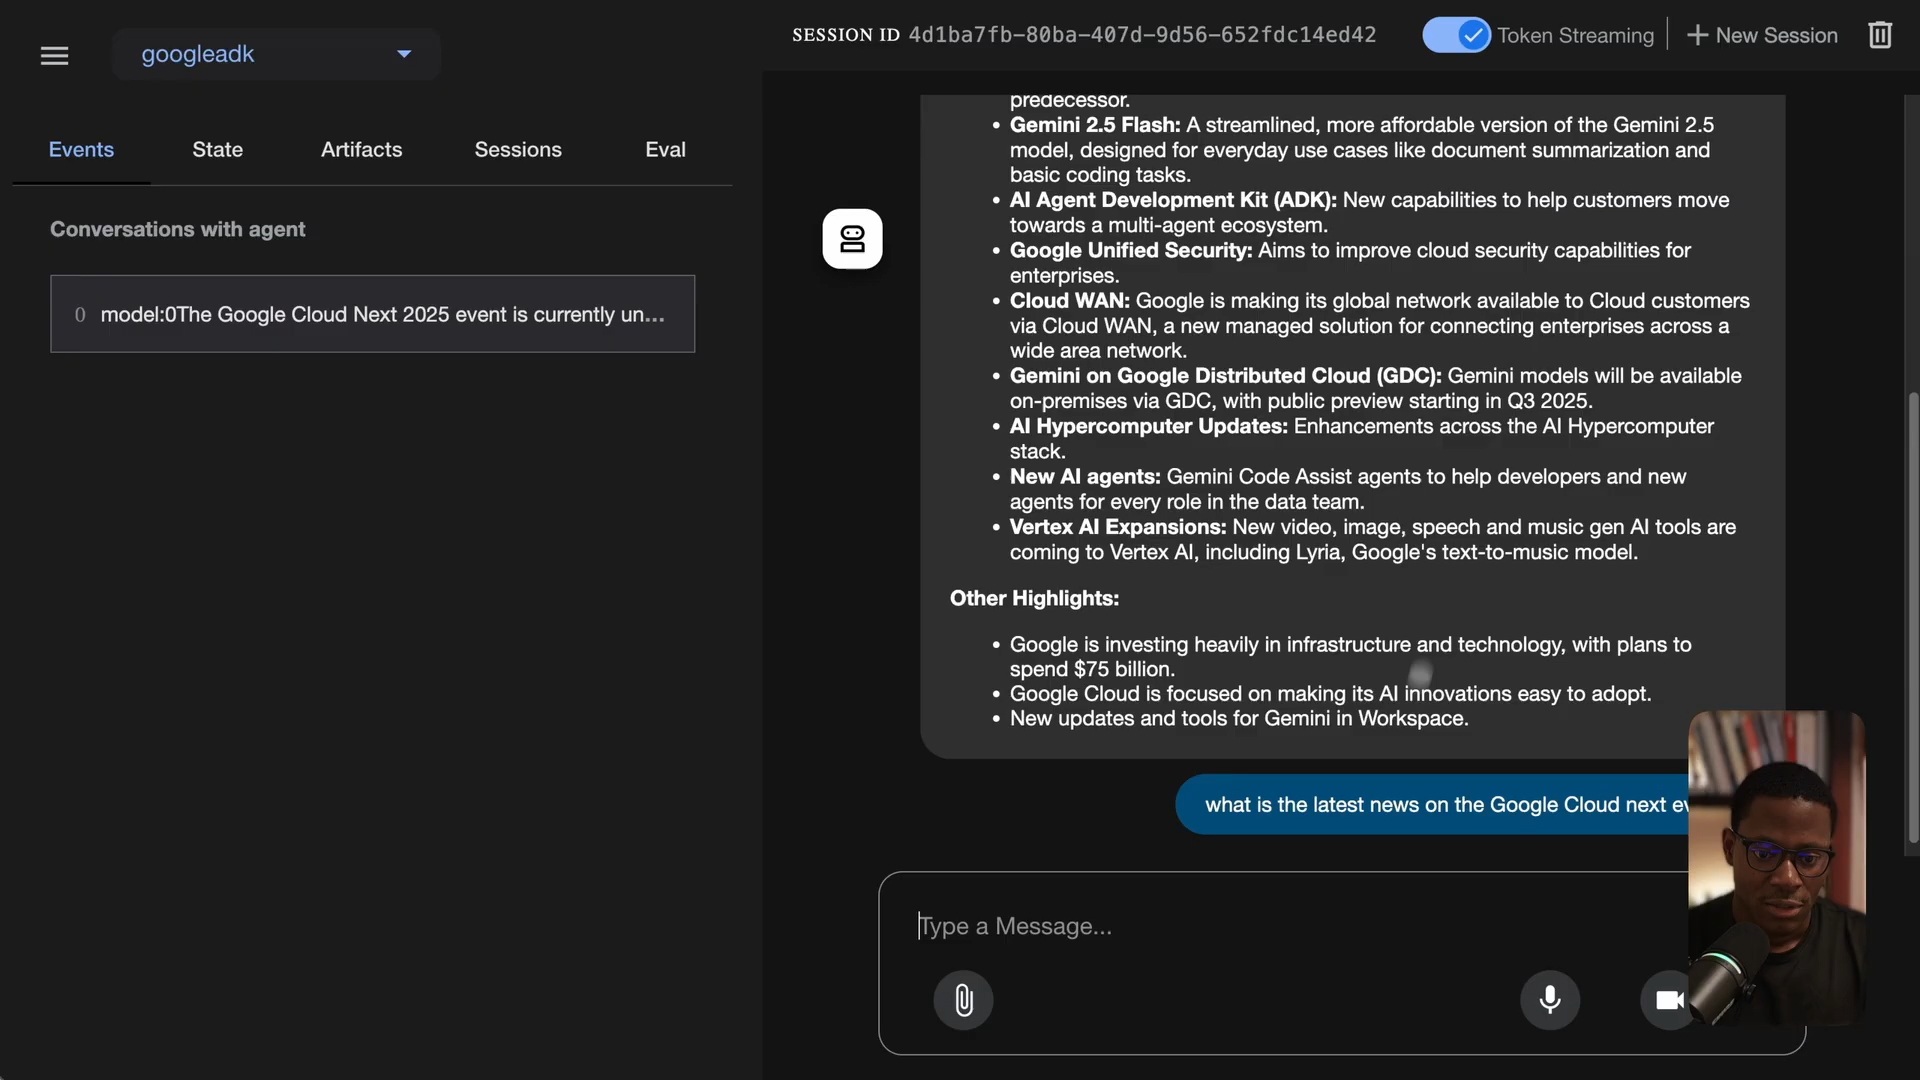 googleadk
SESSION ID 4d1ba7fb-80ba-407d-9d56-652fdc14ed42
Token Streaming
New Session
Events
State
Artifacts
Sessions
Eval
Conversations with agent
0 model:0The Google Cloud Next 2025 event is currently un...
predecessor.
• Gemini 2.5 Flash: A streamlined, more affordable version of the Gemini 2.5
model, designed for everyday use cases like document summarization and
basic coding tasks.
• AI Agent Development Kit (ADK): New capabilities to help customers move
towards a multi-agent ecosystem.
• Google Unified Security: Aims to improve cloud security capabilities for
enterprises.
• Cloud WAN: Google is making its global network available to Cloud customers
via Cloud WAN, a new managed solution for connecting enterprises across a
wide area network.
• Gemini on Google Distributed Cloud (GDC): Gemini models will be available
on-premises via GDC, with public preview starting in Q3 2025.
• AI Hypercomputer Updates: Enhancements across the AI Hypercomputer
stack.
• New AI agents: Gemini Code Assist agents to help developers and new
agents for every role in the data team.
• Vertex AI Expansions: New video, image, speech and music gen AI tools are
coming to Vertex AI, including Lyria, Google's text-to-music model.
Other Highlights:
• Google is investing heavily in infrastructure and technology, with plans to
spend $75 billion.
• Google Cloud is focused on making its AI innovations easy to adopt.
• New updates and tools for Gemini in Workspace.
what is the latest news on the Google Cloud next
Type a Message...